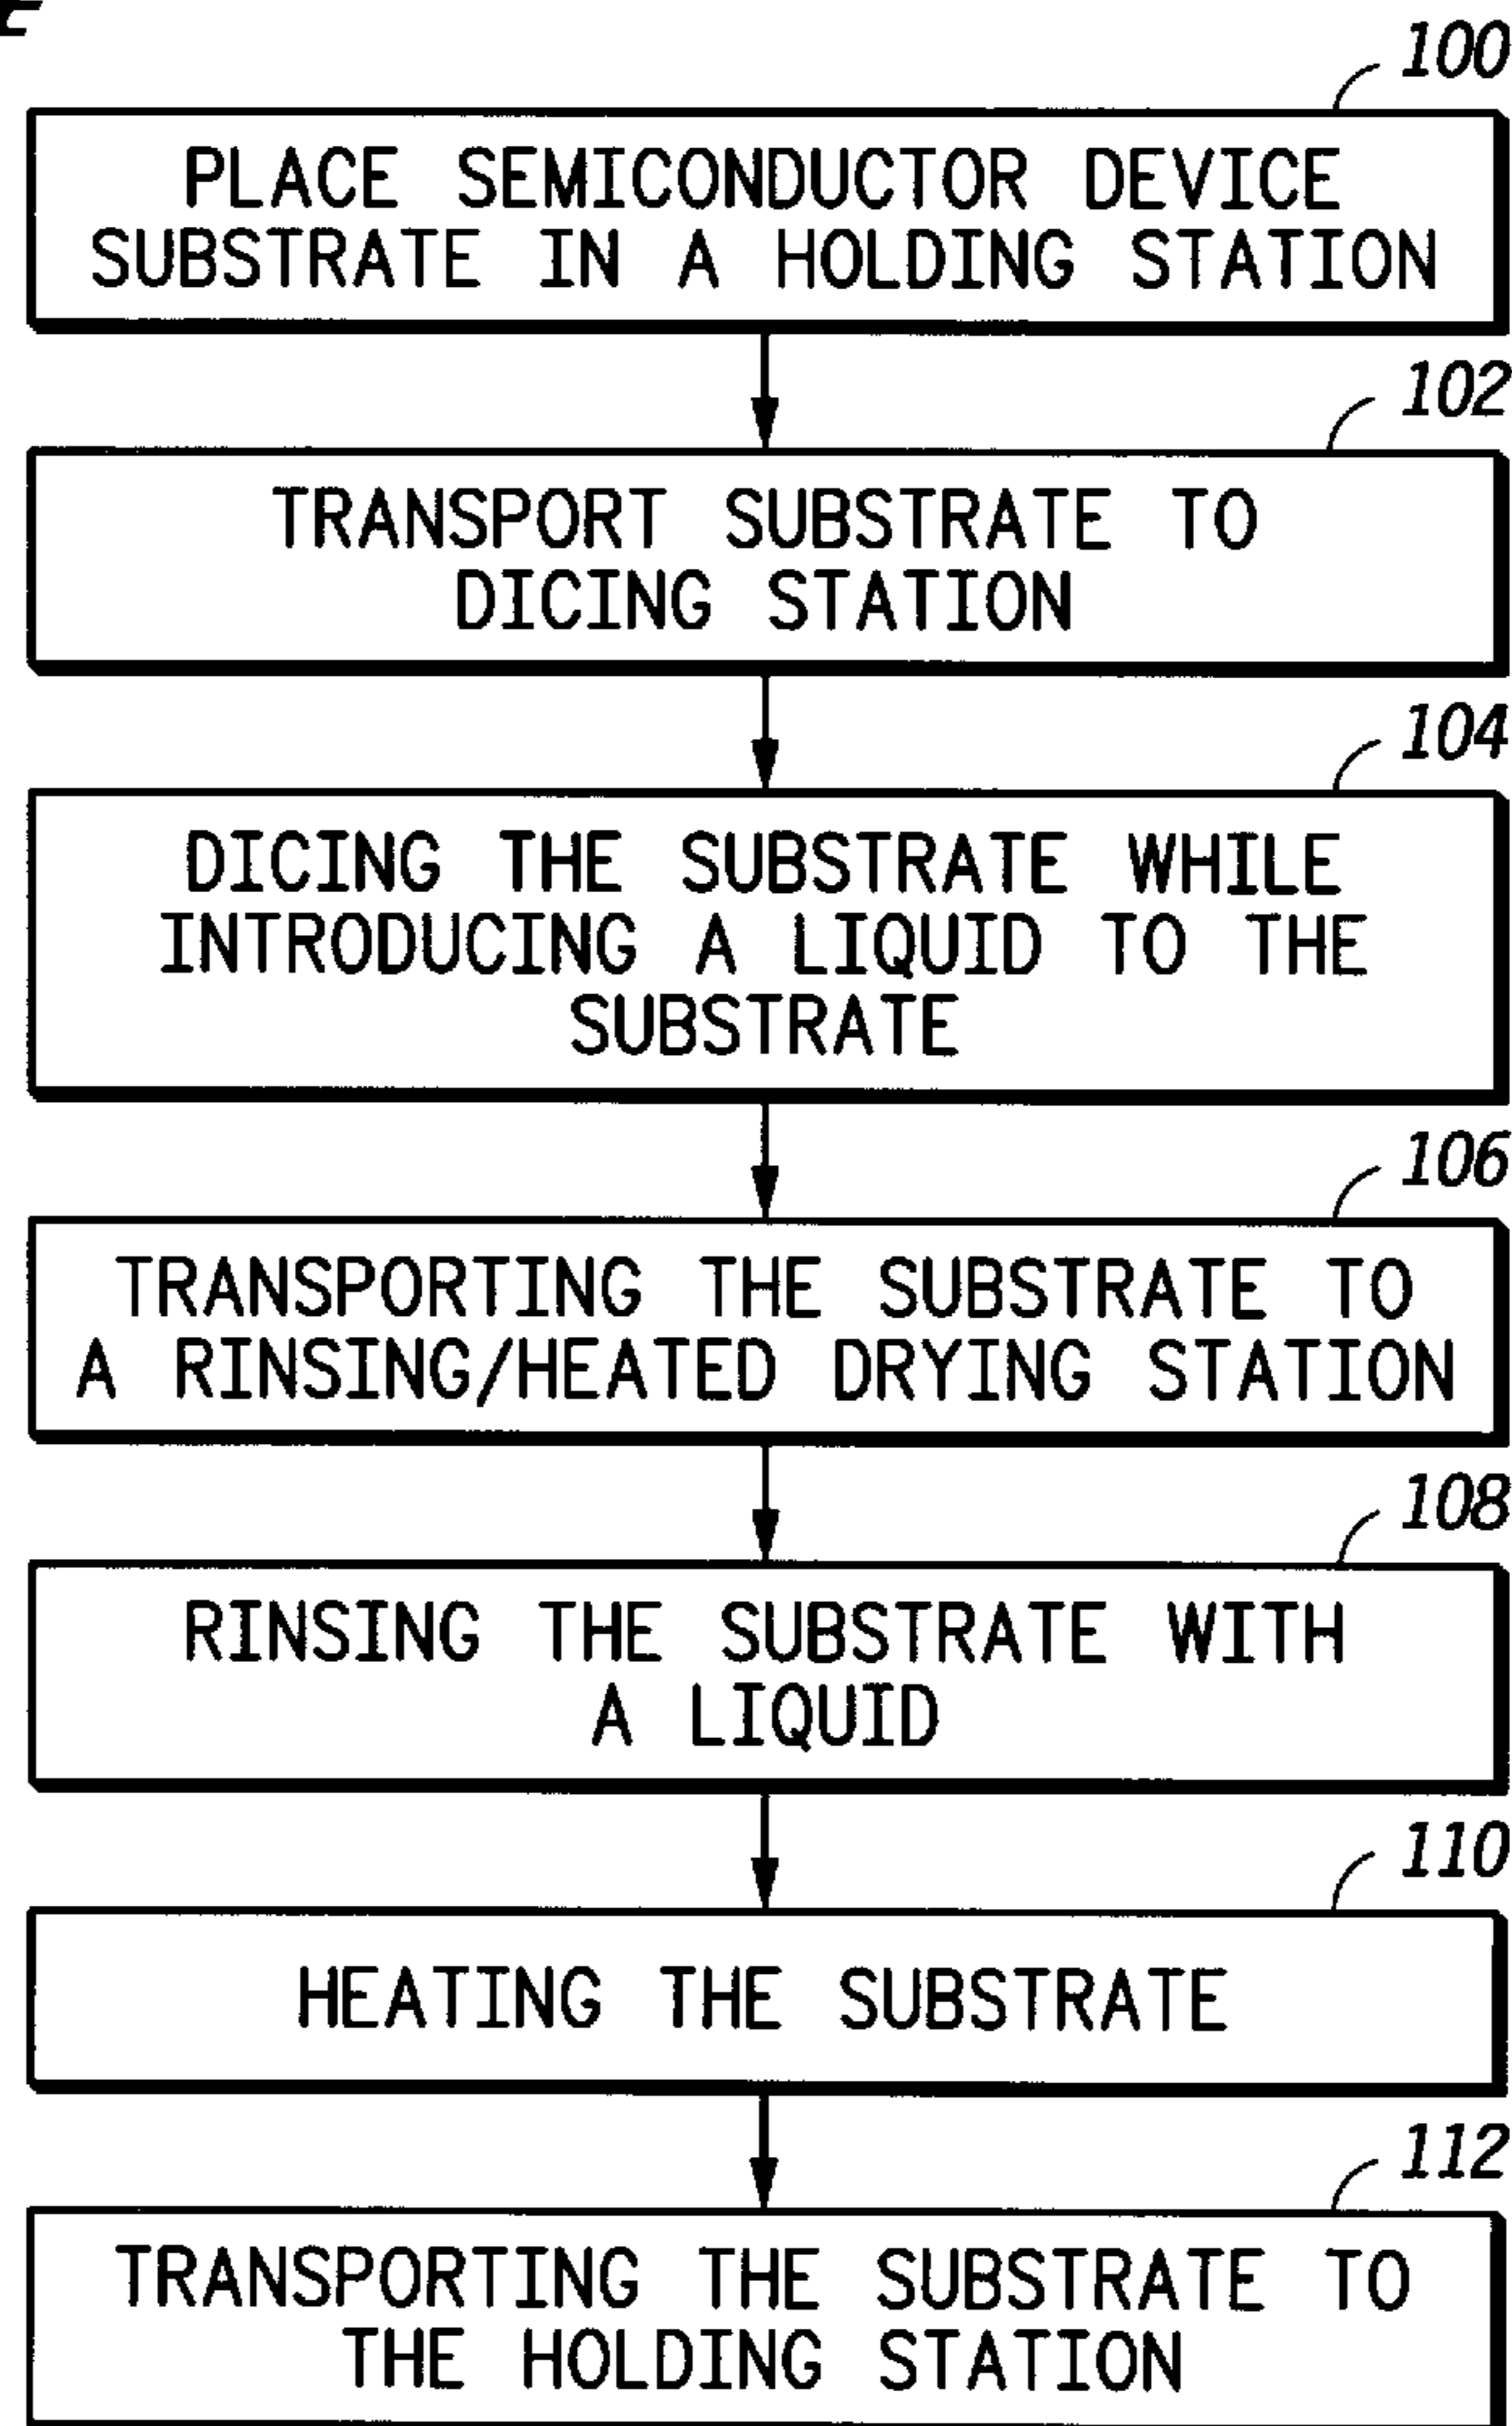 100
PLACE SEMICONDUCTOR DEVICE
SUBSTRATE IN A HOLDING STATION
102
TRANSPORT SUBSTRATE TO
DICING STATION
104
DICING THE SUBSTRATE WHILE
INTRODUCING A LIQUID TO THE
SUBSTRATE
106
TRANSPORTING THE SUBSTRATE TO
A RINSING/HEATED DRYING STATION
108
RINSING THE SUBSTRATE WITH
A LIQUID
110
HEATING THE SUBSTRATE
112
TRANSPORTING THE SUBSTRATE TO
THE HOLDING STATION